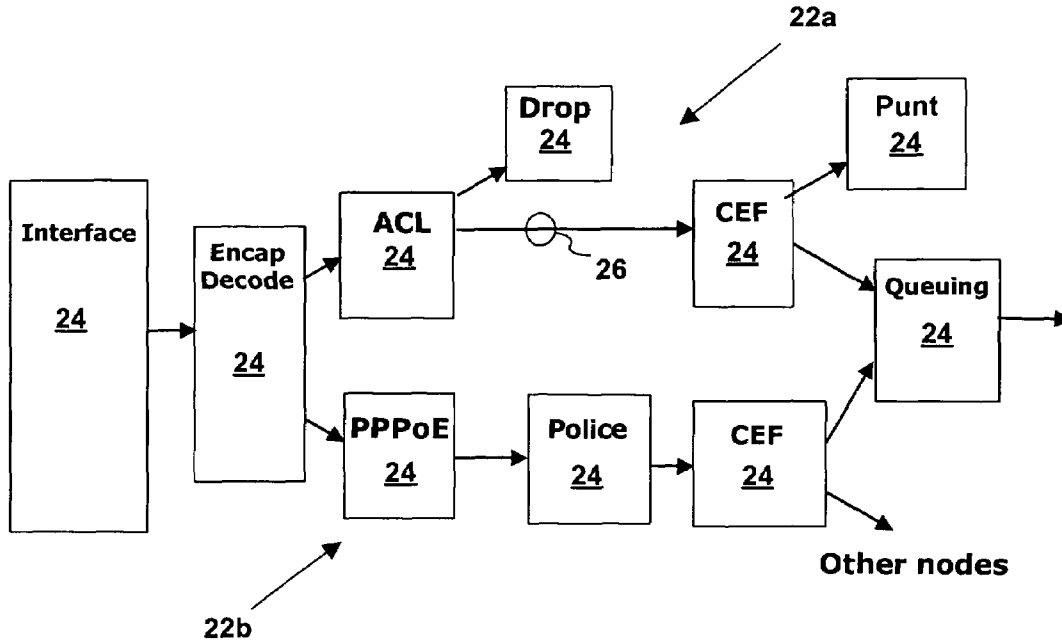 22a
Drop
24
Punt
24
Interface
24
Encap
Decode
24
ACL
24
26
CEF
24
Queuing
24
PPPoE
24
Police
24
CEF
24
Other nodes
22b